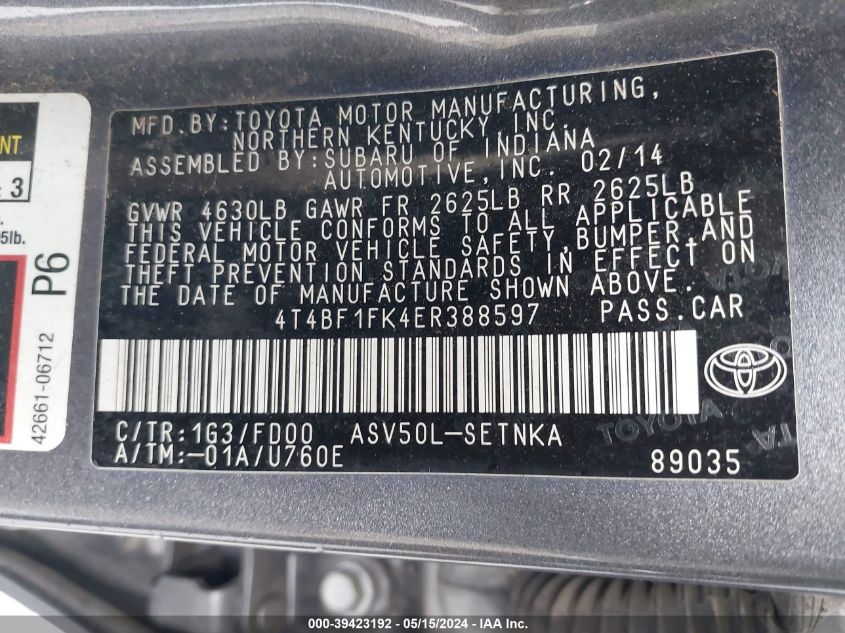 MFD. BY: TOYOTA MOTOR MANUFACTURING,
NORTHERN KENTUCKY, INC.
ASSEMBLED BY: SUBARU OF INDIANA
AUTOMOTIVE, INC. 02/14
GVWR 4630LB GAWR FR 2625LB RR 2625LB
THIS VEHICLE CONFORMS TO ALL APPLICABLE
FEDERAL MOTOR VEHICLE SAFETY, BUMPER, AND
THEFT PREVENTION STANDARDS IN EFFECT ON
THE DATE OF MANUFACTURE SHOWN ABOVE.
4T4BF1FK4ER388597 PASS. CAR
C/TR: 1G3/FD00 ASV50L-SETNKA
A/TM: -01A/U760E
89035
TOYOTA
3
5lb.
P6
42661-06712
000-39423192 - 05/15/2024 - IAA Inc.